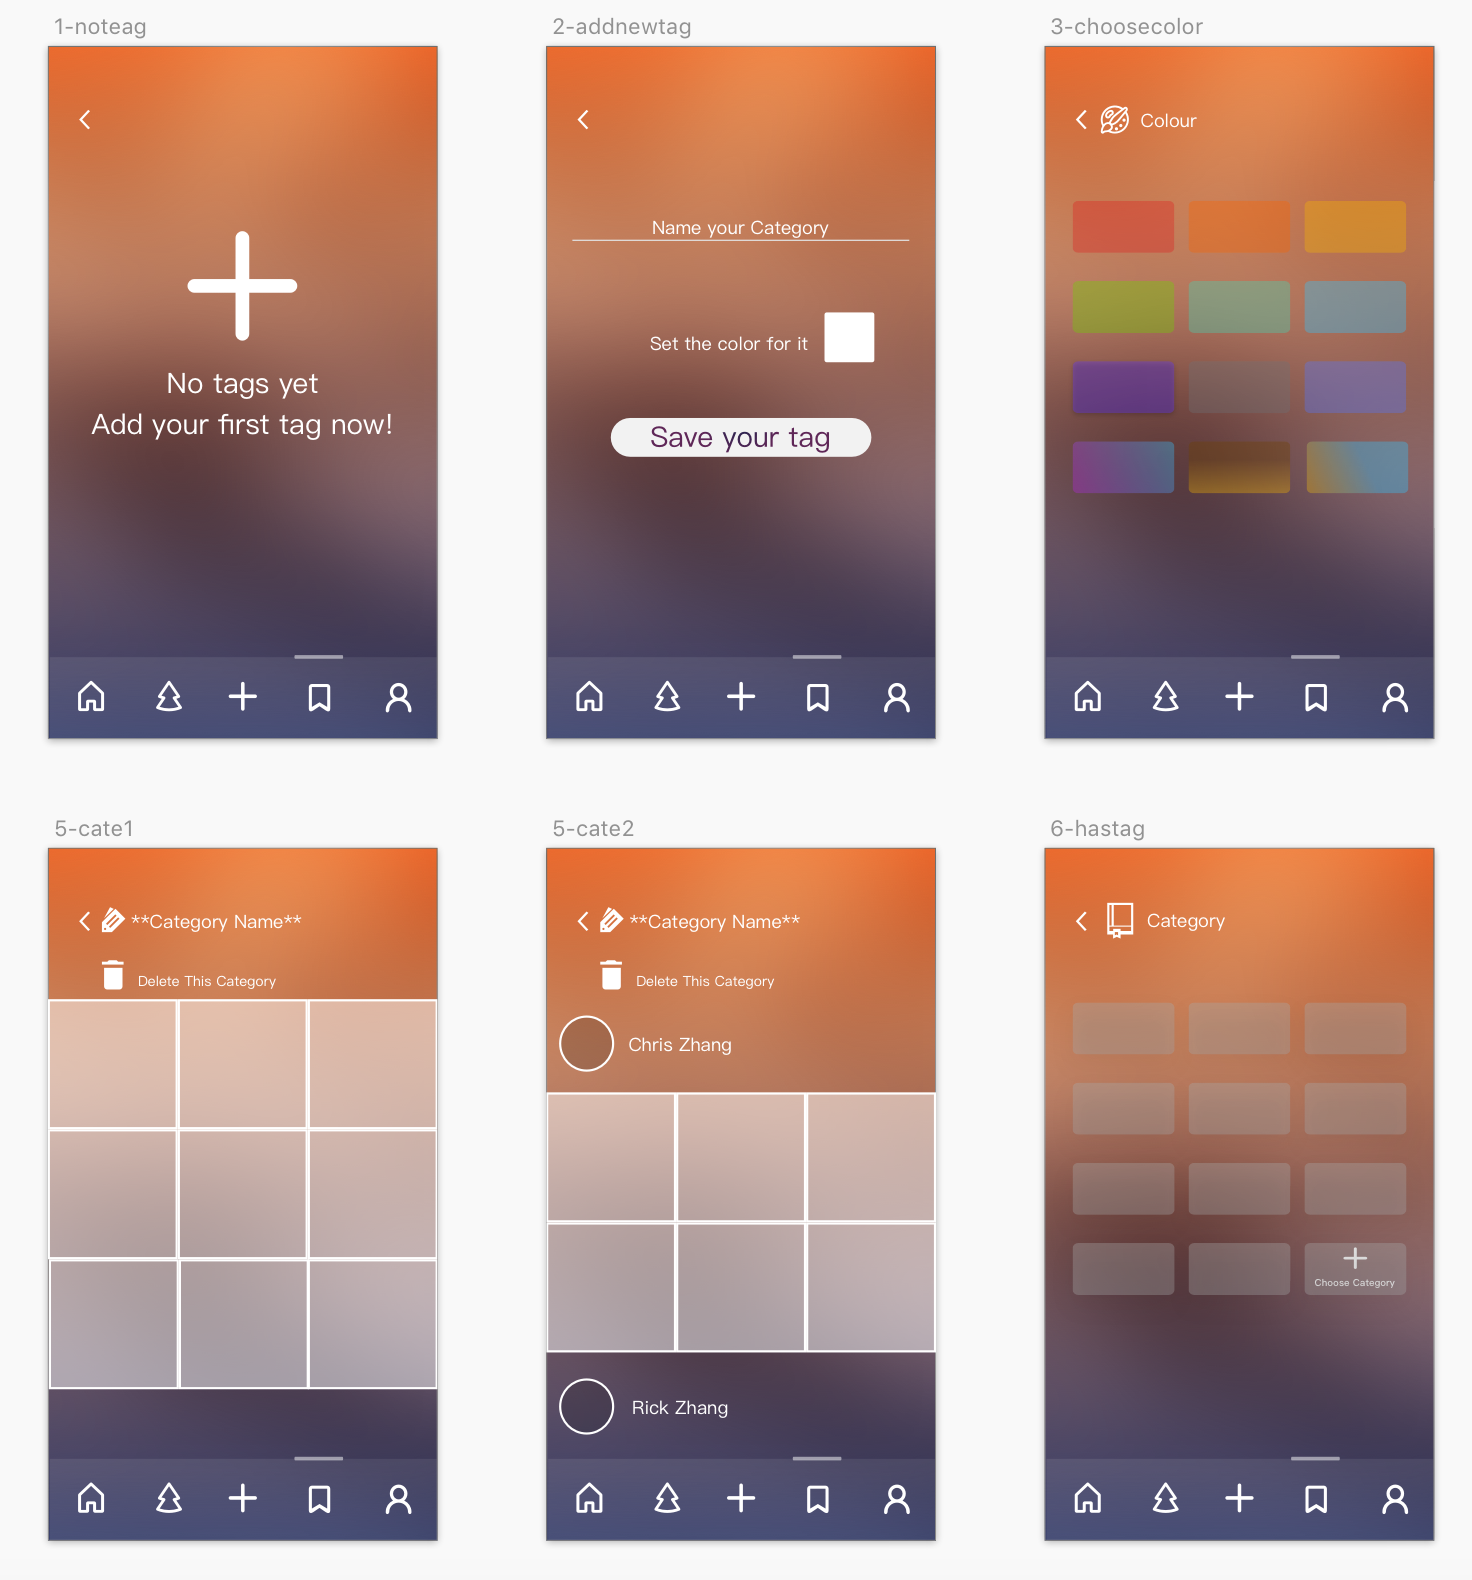 1-noteag
No tags yet
Add your first tag now!
2-addnewtag
Name your Category
Set the color for it
Save your tag
3-choosecolor
Colour
5-cate1
**Category Name**
Delete This Category
5-cate2
**Category Name**
Delete This Category
Chris Zhang
Rick Zhang
6-hastag
Category
Choose Category